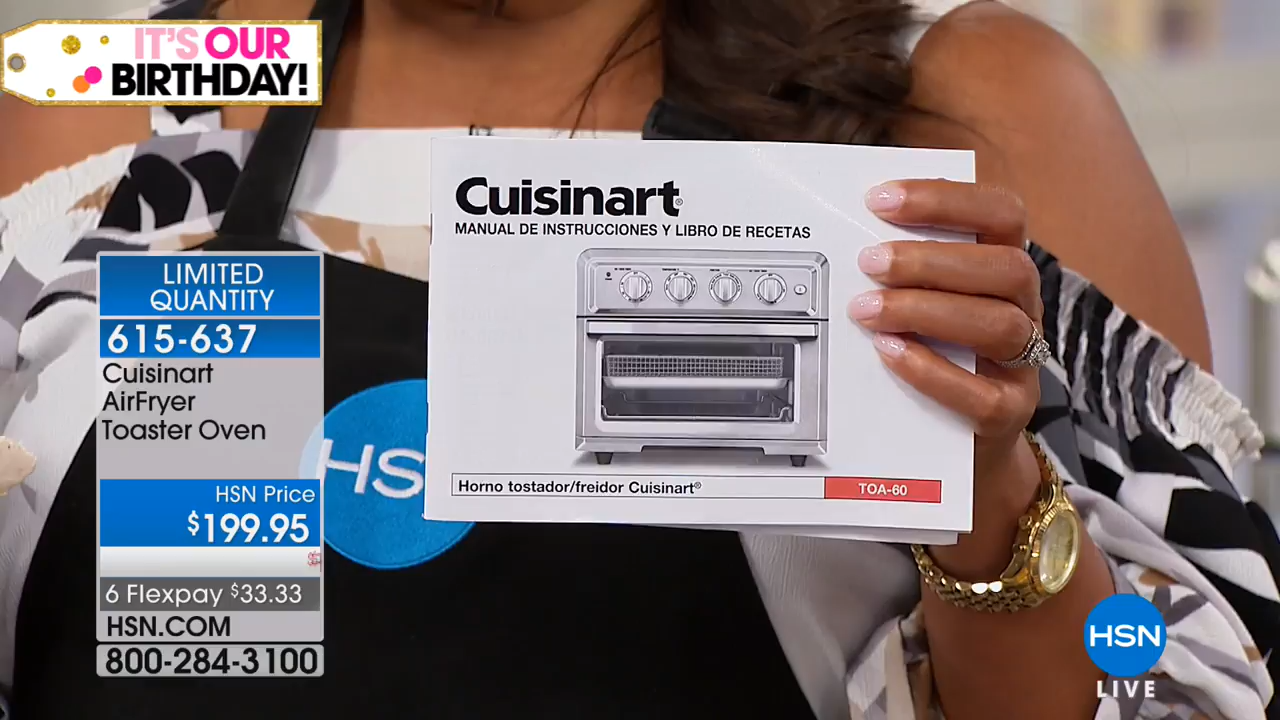 IT'S OUR
BIRTHDAY!
LIMITED
QUANTITY
615-637
Cuisinart
AirFryer
Toaster Oven
HSN Price
$199.95
6 Flexpay $33.33
HSN.COM
800-284-3100
HS
Cuisinart®
MANUAL DE INSTRUCCIONES Y LIBRO DE RECETAS
Horno tostador/freidor Cuisinart®
TOA-60
HSN
LIVE